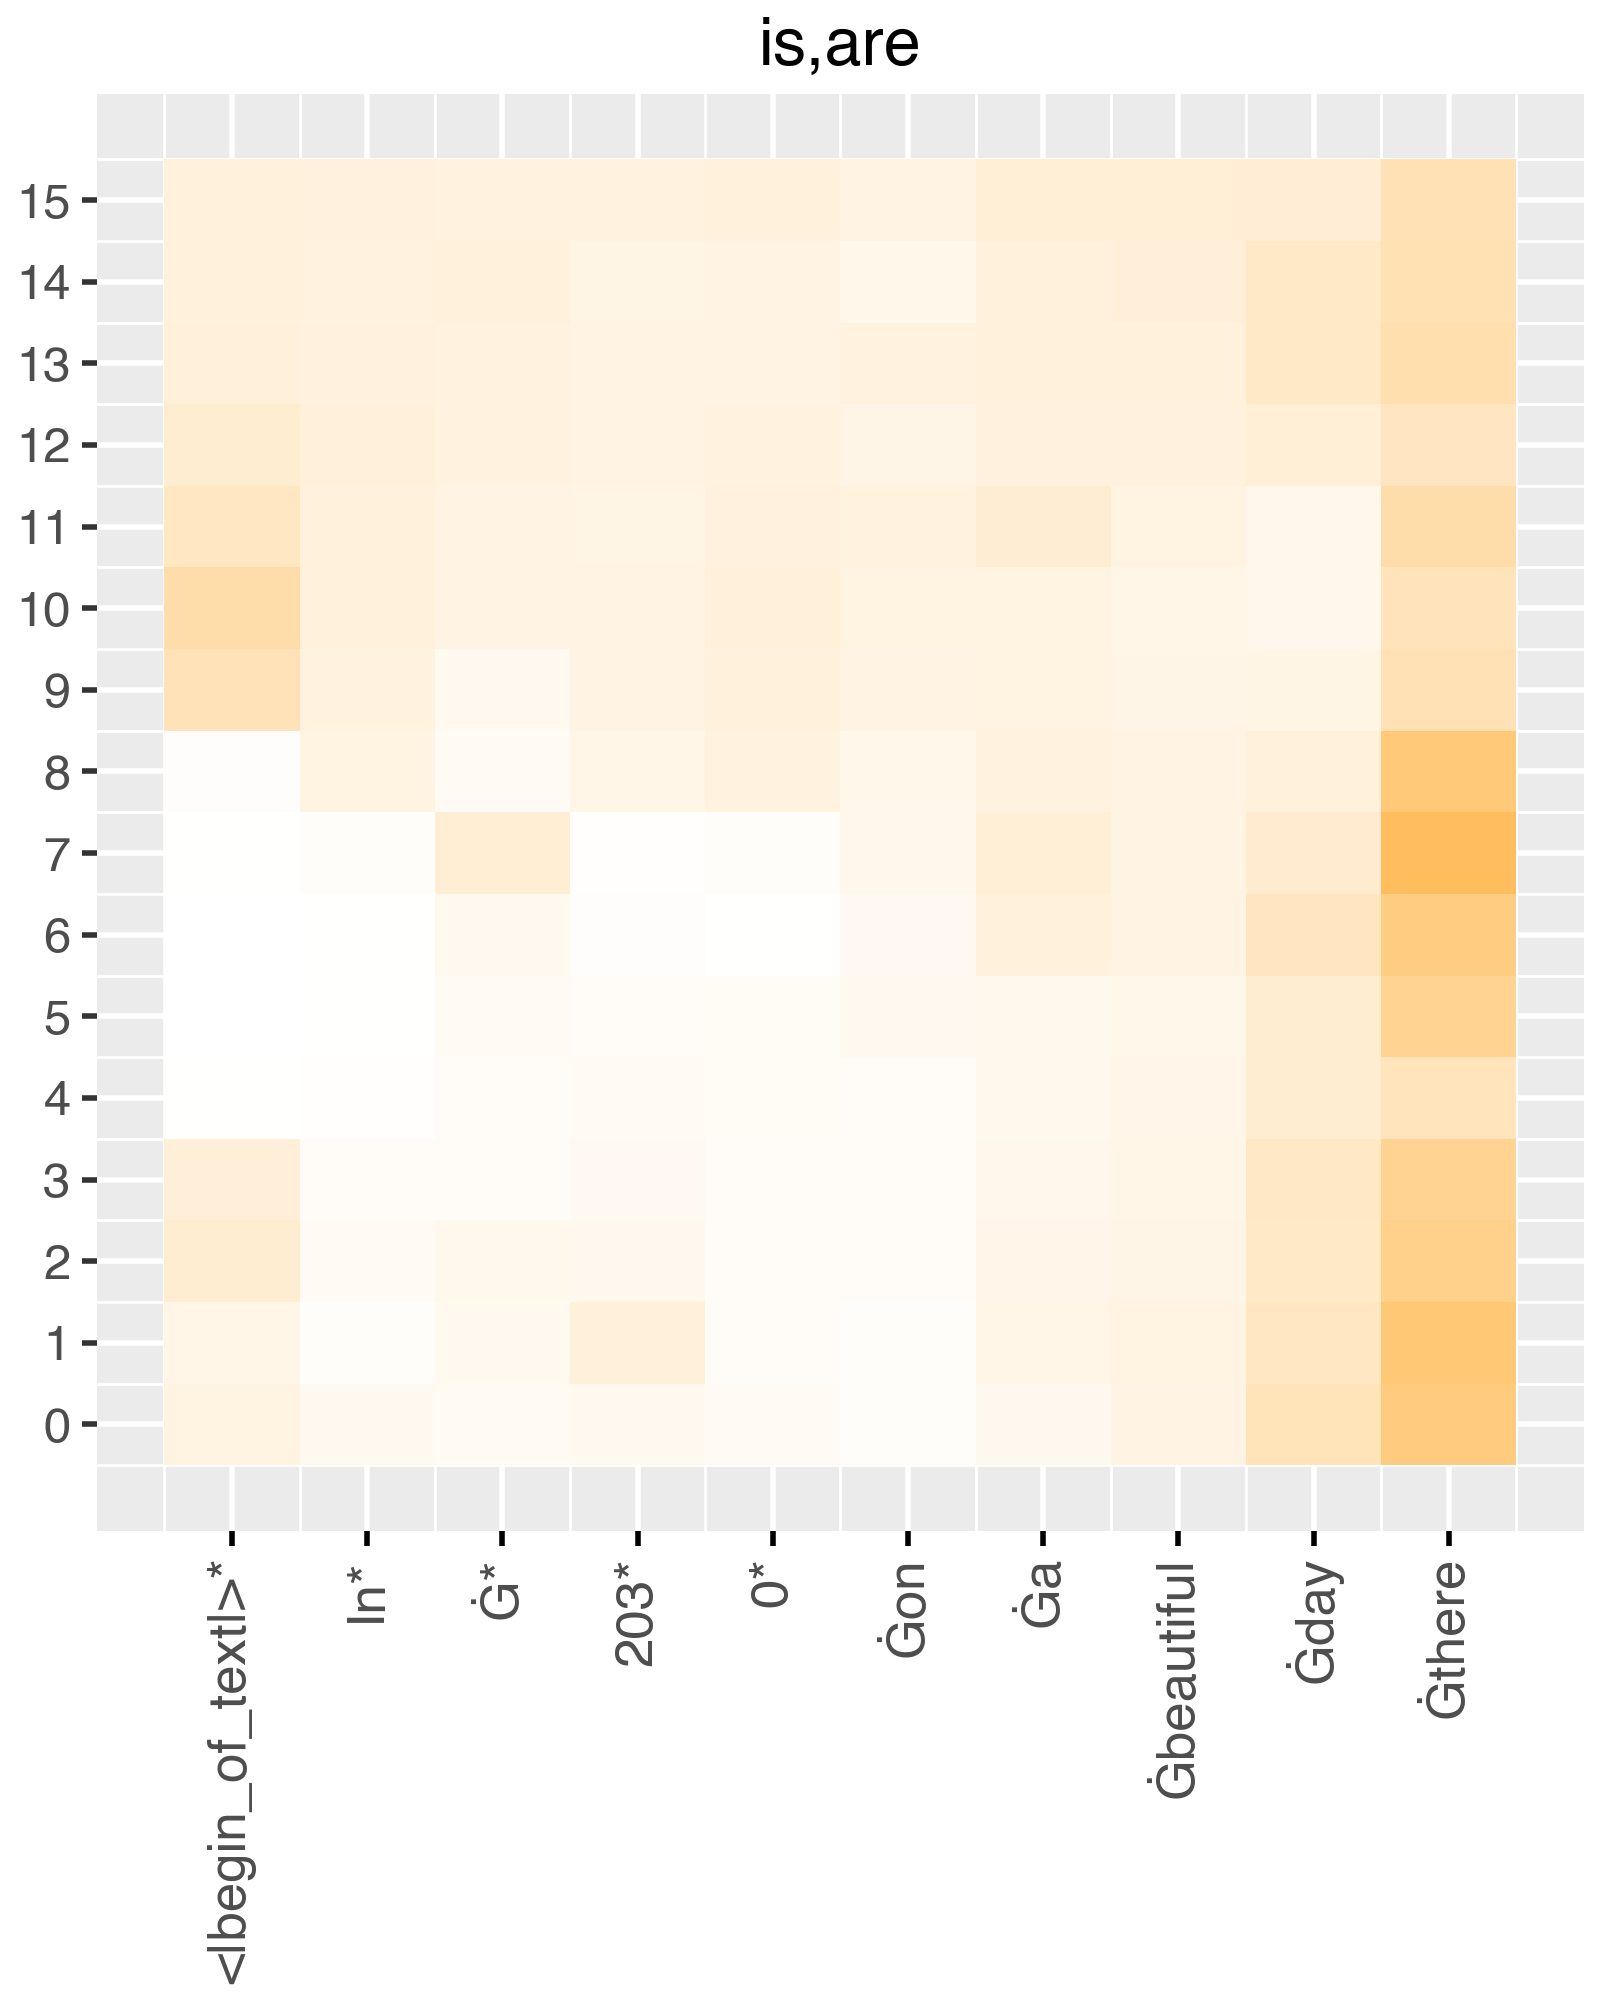 is,are
15
14
13
12
11
10
9
8
7
6
5
4
3
2
1
0
<|begin_of_text|>*
In*
Ġ*
203*
0*
Ġon
Ġa
Ġbeautiful
Ġday
Ġthere